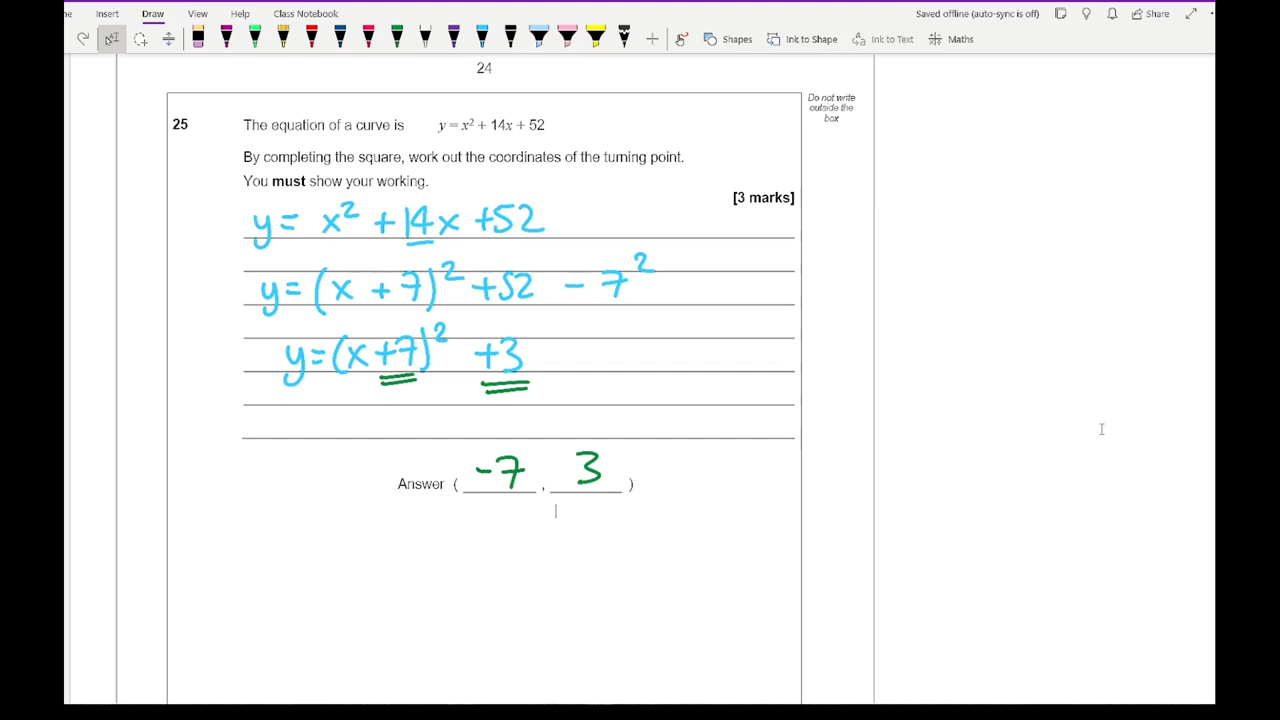 Insert Draw View Help Class Notebook Saved offline (auto-sync is off) Share
Shapes Ink to Shape Ink to Text Maths
24
Do not write
outside the
box
25 The equation of a curve is y = x² + 14x + 52
By completing the square, work out the coordinates of the turning point.
You must show your working.
[3 marks]
y = x² + 14x + 52
y = (x + 7)² + 52 - 7²
y = (x + 7)² + 3
Answer ( -7 , 3 )